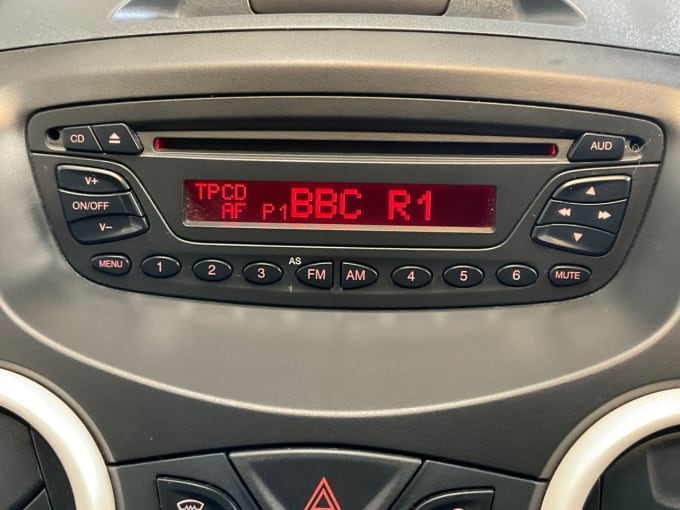 CD
AUD
V+
ON/OFF
V-
TPCD
AF P1 BBC R1
MENU 1 2 3 AS FM AM 4 5 6 MUTE